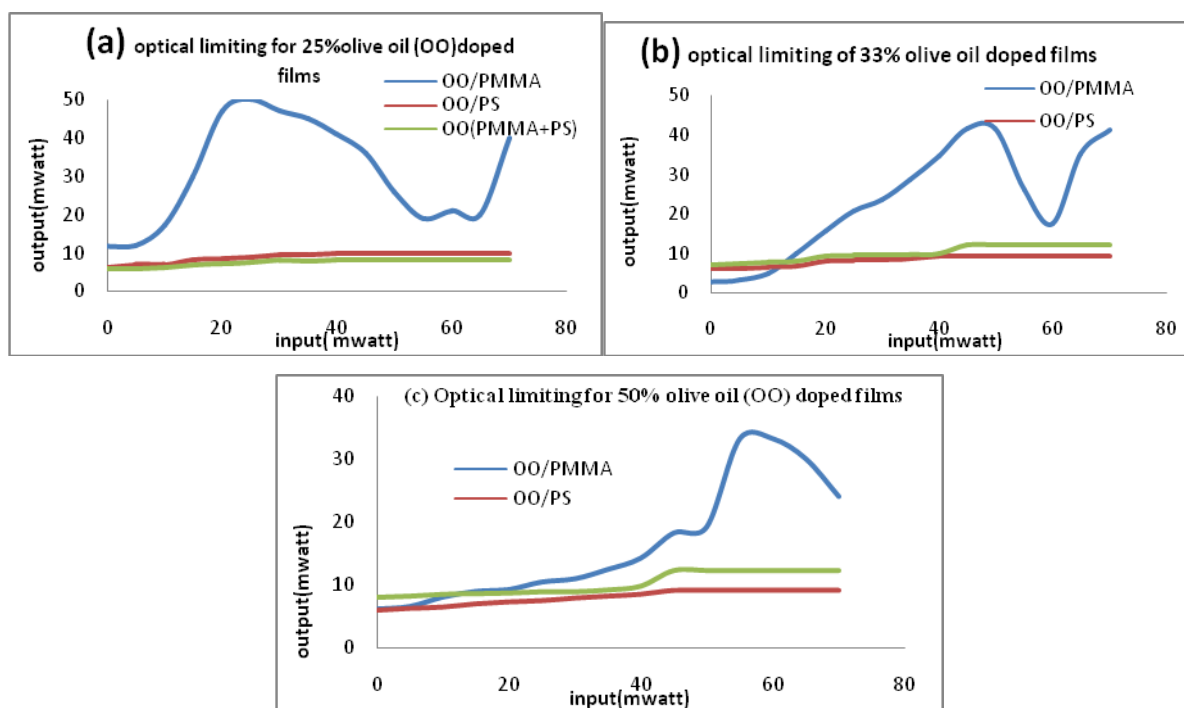 (a) optical limiting for 25%olive oil (OO)doped
films
OO/PMMA
OO/PS
OO(PMMA+PS)
50
40
30
20
10
0
output(mwatt)
0 20 40 60 80
input( mwatt)
(b) optical limiting of 33% olive oil doped films
OO/PMMA
OO/PS
50
40
30
20
10
0
output(mwatt)
0 20 40 60 80
input(mwatt)
(c) Optical limiting for 50% olive oil (OO) doped films
OO/PMMA
OO/PS
40
30
20
10
0
output(mwatt)
0 20 40 60 80
input(mwatt)